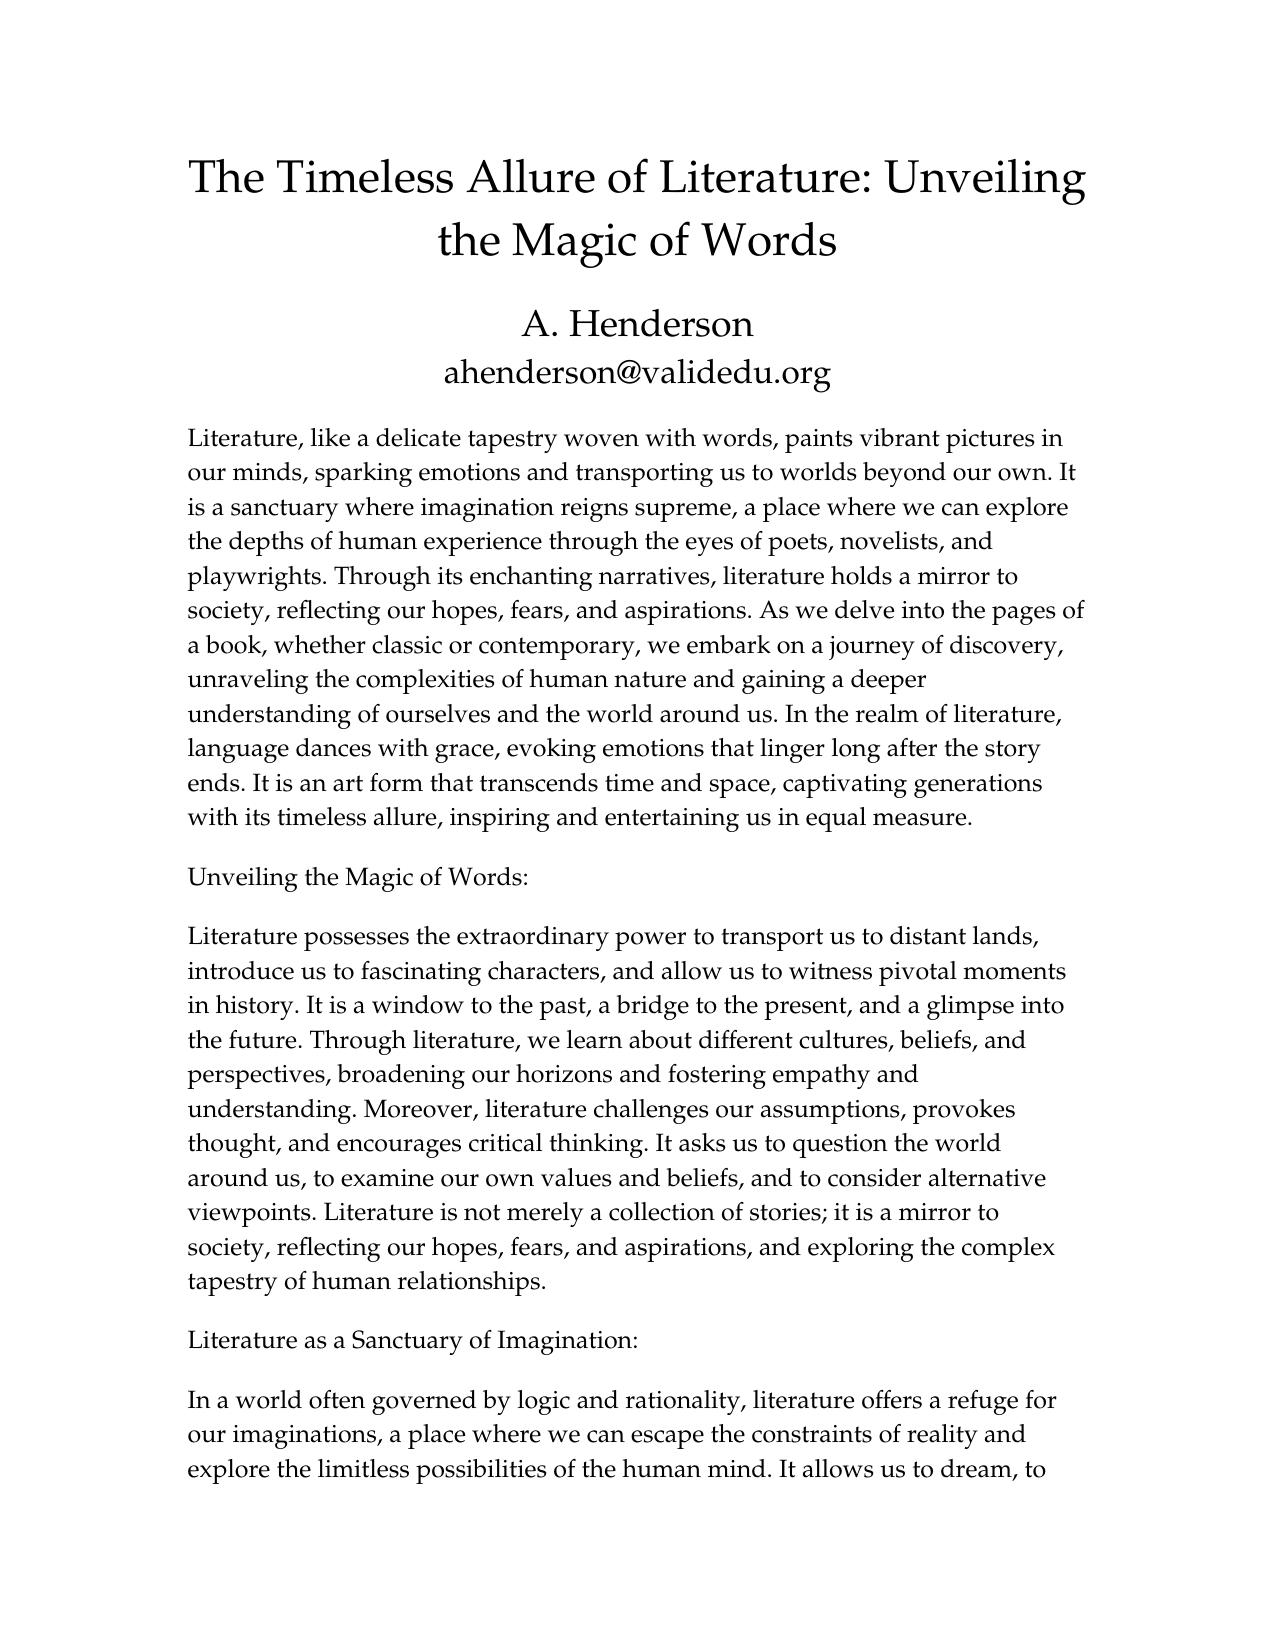 The Timeless Allure of Literature: Unveiling
the Magic of Words
A. Henderson
ahenderson@validedu.org
Literature, like a delicate tapestry woven with words, paints vibrant pictures in
our minds, sparking emotions and transporting us to worlds beyond our own. It
is a sanctuary where imagination reigns supreme, a place where we can explore
the depths of human experience through the eyes of poets, novelists, and
playwrights. Through its enchanting narratives, literature holds a mirror to
society, reflecting our hopes, fears, and aspirations. As we delve into the pages of
a book, whether classic or contemporary, we embark on a journey of discovery,
unraveling the complexities of human nature and gaining a deeper
understanding of ourselves and the world around us. In the realm of literature,
language dances with grace, evoking emotions that linger long after the story
ends. It is an art form that transcends time and space, captivating generations
with its timeless allure, inspiring and entertaining us in equal measure.
Unveiling the Magic of Words:
Literature possesses the extraordinary power to transport us to distant lands,
introduce us to fascinating characters, and allow us to witness pivotal moments
in history. It is a window to the past, a bridge to the present, and a glimpse into
the future. Through literature, we learn about different cultures, beliefs, and
perspectives, broadening our horizons and fostering empathy and
understanding. Moreover, literature challenges our assumptions, provokes
thought, and encourages critical thinking. It asks us to question the world
around us, to examine our own values and beliefs, and to consider alternative
viewpoints. Literature is not merely a collection of stories; it is a mirror to
society, reflecting our hopes, fears, and aspirations, and exploring the complex
tapestry of human relationships.
Literature as a Sanctuary of Imagination:
In a world often governed by logic and rationality, literature offers a refuge for
our imaginations, a place where we can escape the constraints of reality and
explore the limitless possibilities of the human mind. It allows us to dream, to